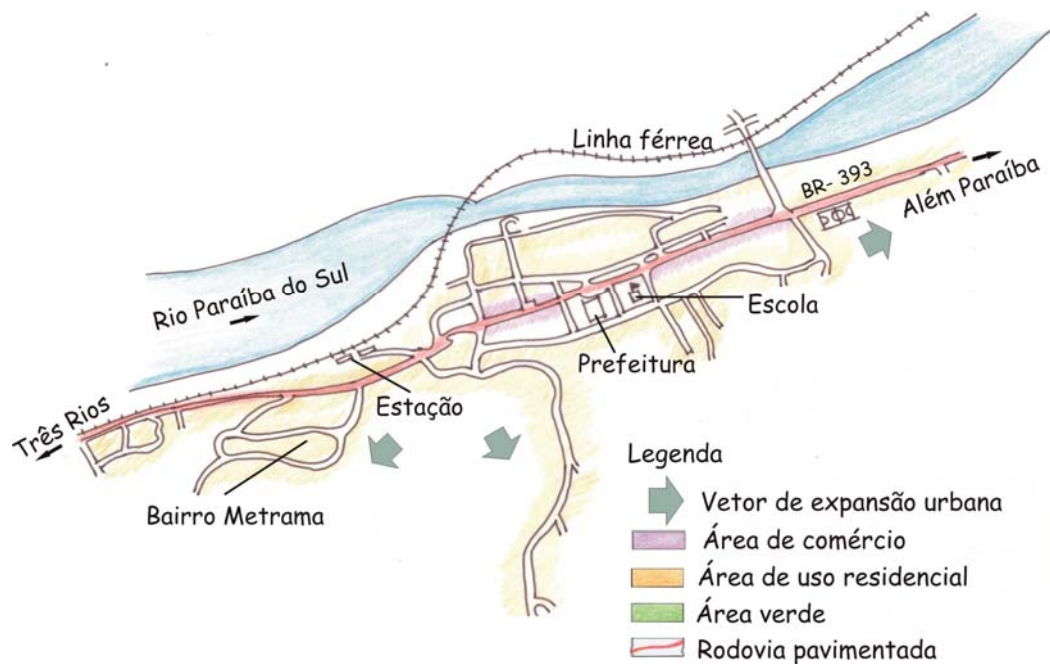 Linha férrea
BR- 393
Além Paraíba
Rio Paraíba do Sul
Escola
Prefeitura
Estação
Três Rios
Bairro Metrama
Legenda
Vetor de expansão urbana
Área de comércio
Área de uso residencial
Área verde
Rodovia pavimentada